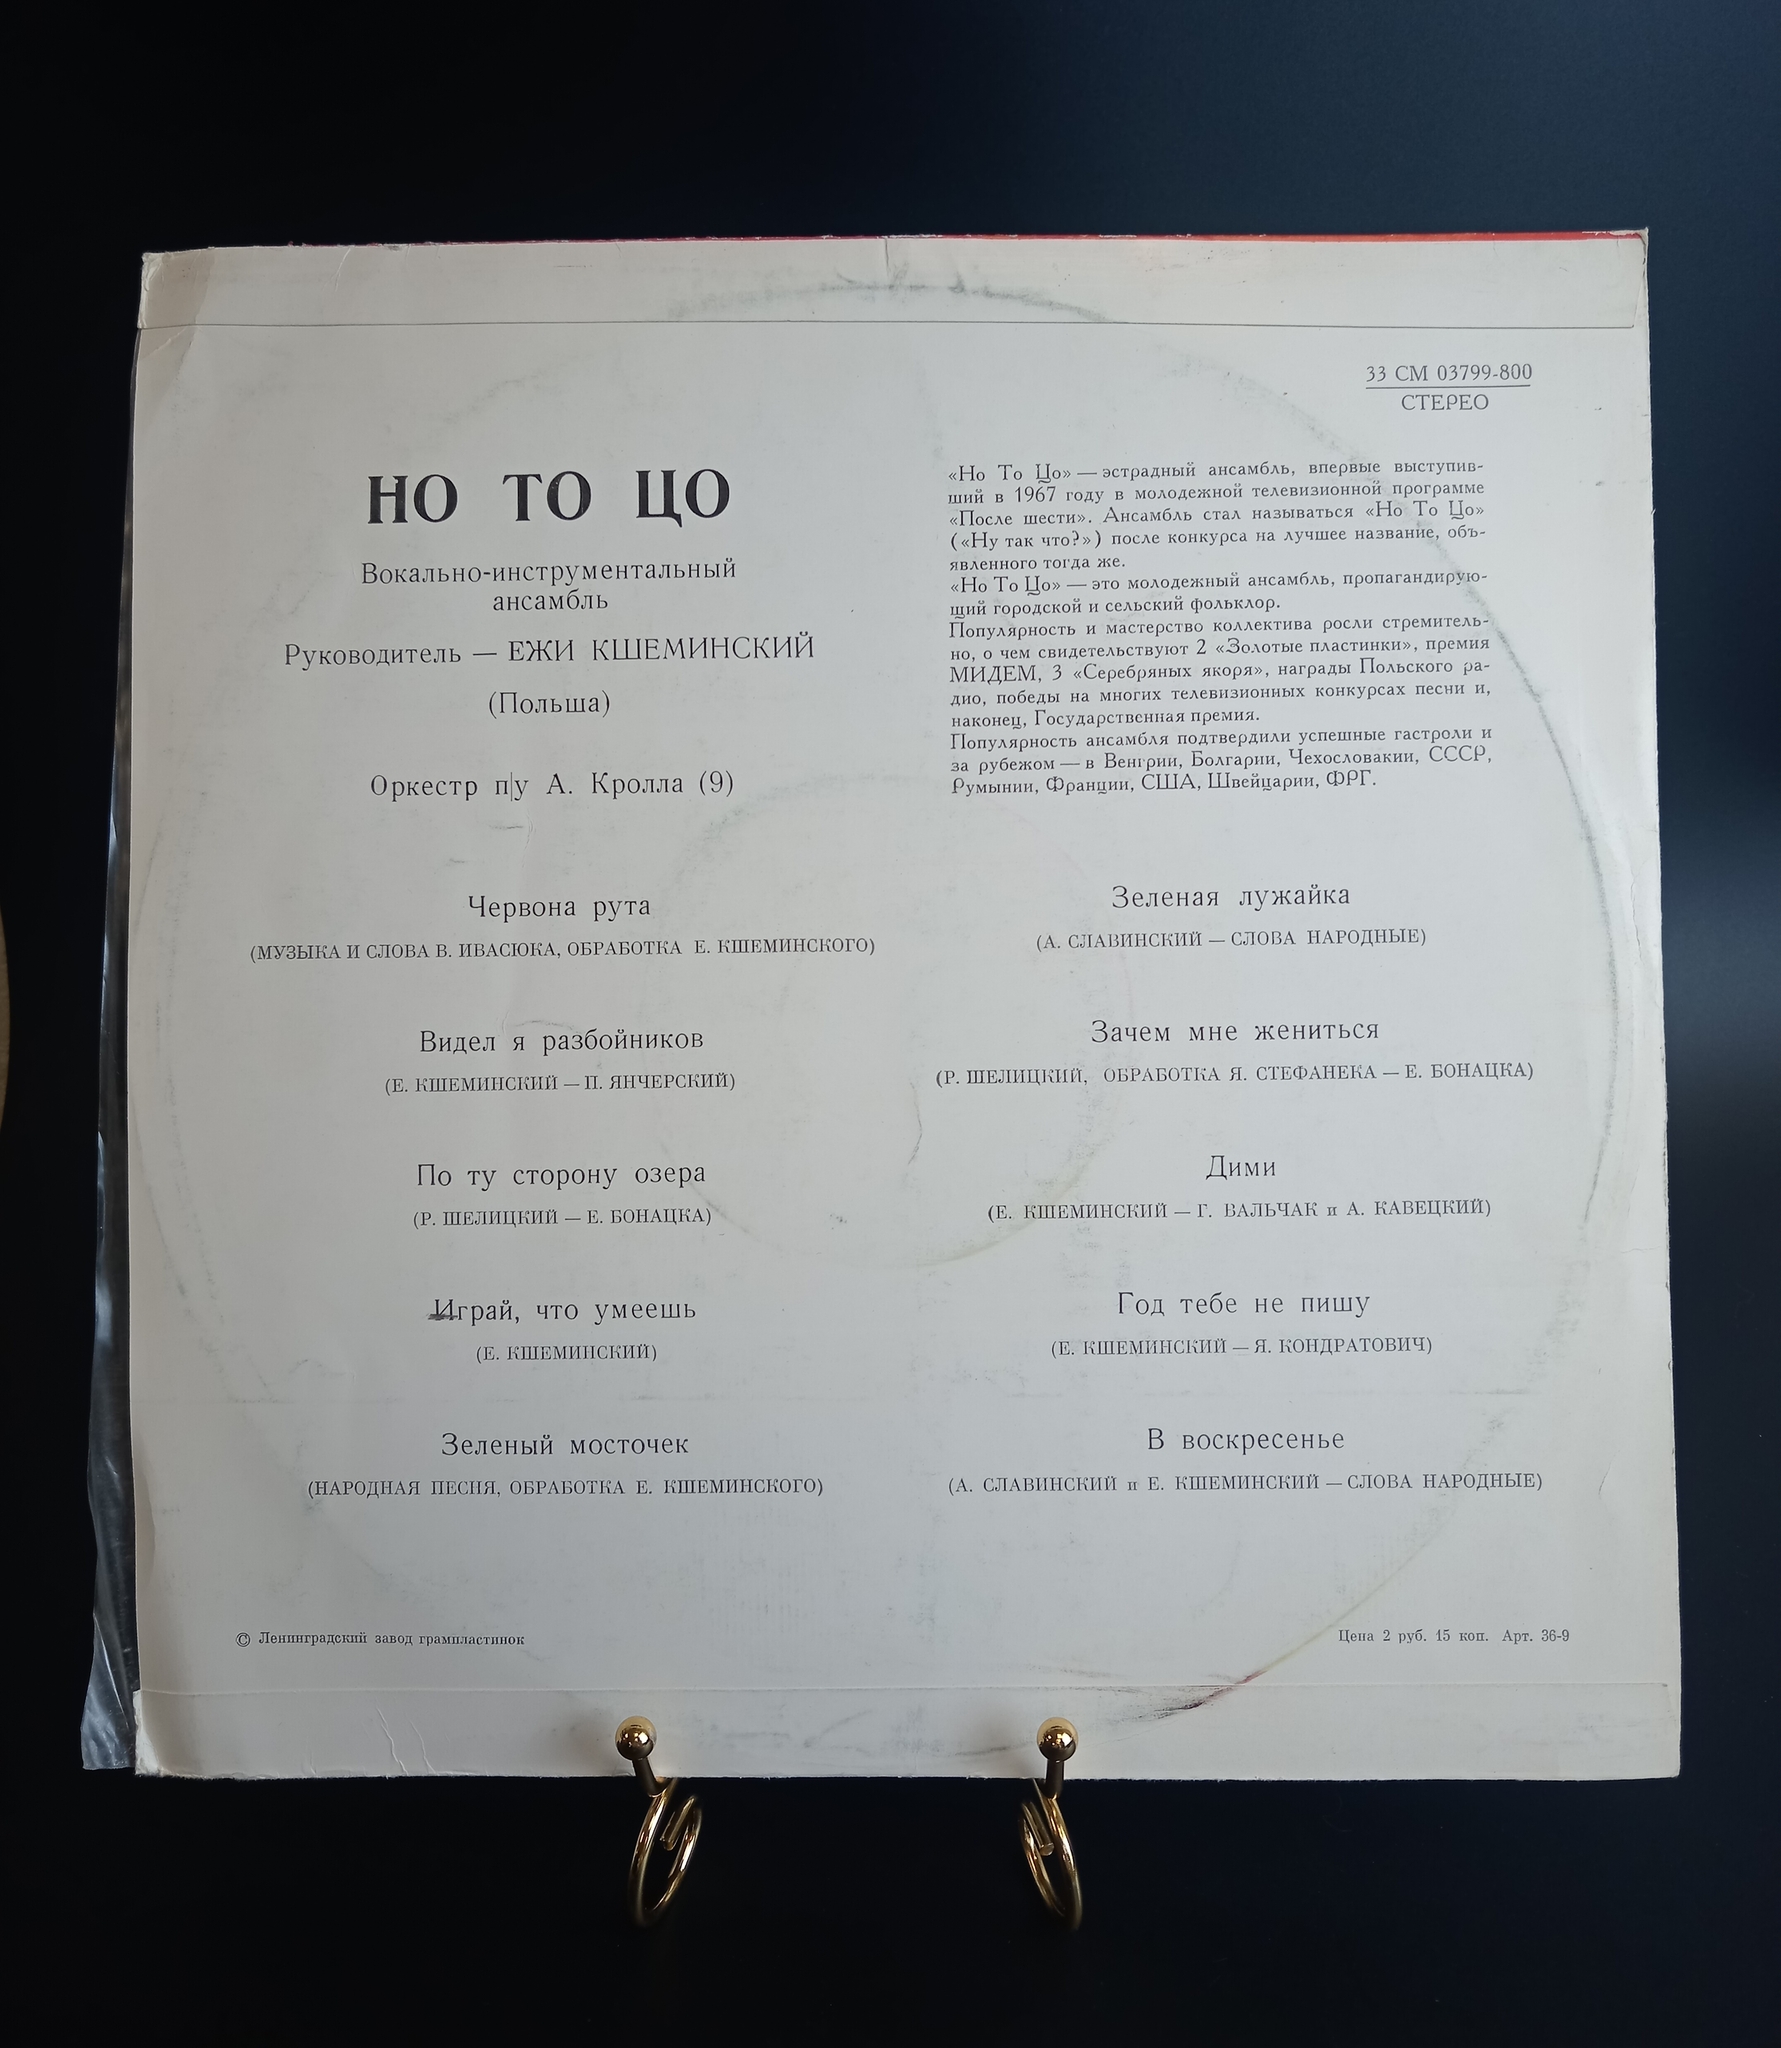 33 СМ 03799-800
СТЕРЕО
НО ТО ЦО
Вокально-инструментальный
ансамбль
Руководитель — ЕЖИ КШЕМИНСКИЙ
(Польша)
Оркестр п/у А. Кролла (9)
«Но То Цо» — эстрадный ансамбль, впервые выступив-
ший в 1967 году в молодежной телевизионной программе
«После шести». Ансамбль стал называться «Но То Цо»
(«Ну так что?») после конкурса на лучшее название, объ-
явленного тогда же.
«Но То Цо» — это молодежный ансамбль, пропагандирую-
щий городской и сельский фольклор.
Популярность и мастерство коллектива росли стремитель-
но, о чем свидетельствуют 2 «Золотые пластинки», премия
МИДЕМ, 3 «Серебряных якоря», награды Польского ра-
дио, победы на многих телевизионных конкурсах песни и,
наконец, Государственная премия.
Популярность ансамбля подтвердили успешные гастроли и
за рубежом — в Венгрии, Болгарии, Чехословакии, СССР,
Румынии, Франции, США, Швейцарии, ФРГ.
Червона рута
(МУЗЫКА И СЛОВА В. ИВАСЮКА, ОБРАБОТКА Е. КШЕМИНСКОГО)
Видел я разбойников
(Е. КШЕМИНСКИЙ — П. ЯНЧЕРСКИЙ)
По ту сторону озера
(Р. ШЕЛИЦКИЙ — Е. БОНАЦКА)
Играй, что умеешь
(Е. КШЕМИНСКИЙ)
Зеленый мосточек
(НАРОДНАЯ ПЕСНЯ, ОБРАБОТКА Е. КШЕМИНСКОГО)
Зеленая лужайка
(А. СЛАВИНСКИЙ — СЛОВА НАРОДНЫЕ)
Зачем мне жениться
(Р. ШЕЛИЦКИЙ, ОБРАБОТКА Я. СТЕФАНЕКА — Е. БОНАЦКА)
Дими
(Е. КШЕМИНСКИЙ — Г. ВАЛЬЧАК и А. КАВЕЦКИЙ)
Год тебе не пишу
(Е. КШЕМИНСКИЙ — Я. КОНДРАТОВИЧ)
В воскресенье
(А. СЛАВИНСКИЙ и Е. КШЕМИНСКИЙ — СЛОВА НАРОДНЫЕ)
© Ленинградский завод грампластинок
Цена 2 руб. 15 коп. Арт. 36-9